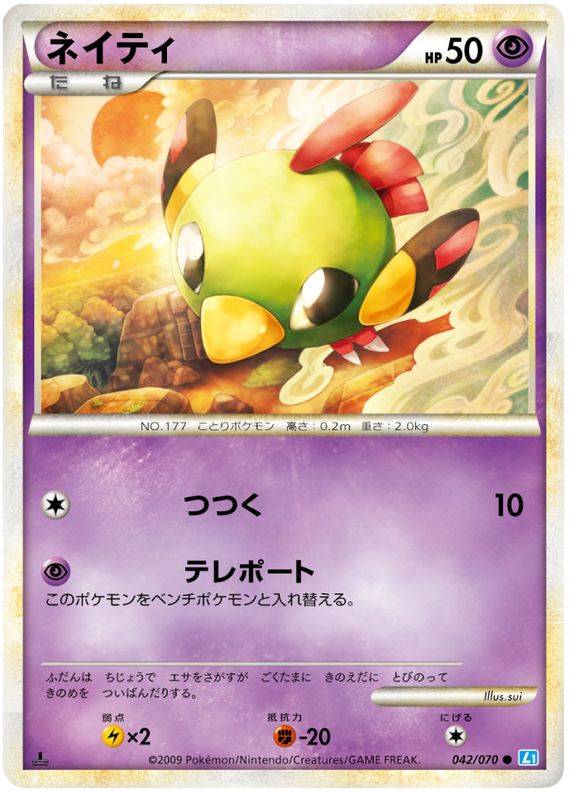 ネイティ
HP50
たね
NO.177 ことりポケモン 高さ:0.2m 重さ:2.0kg
つつく 10
テレポート
このポケモンをベンチポケモンと入れ替える。
ふだんは ちじょうで エサをさがすが ごくたまに きのえだに とびのって
きのめを ついばんだりする。
Illus.sui
弱点 抵抗力 にげる
×2 -20
©2009 Pokémon/Nintendo/Creatures/GAME FREAK.
042/070 ● L1